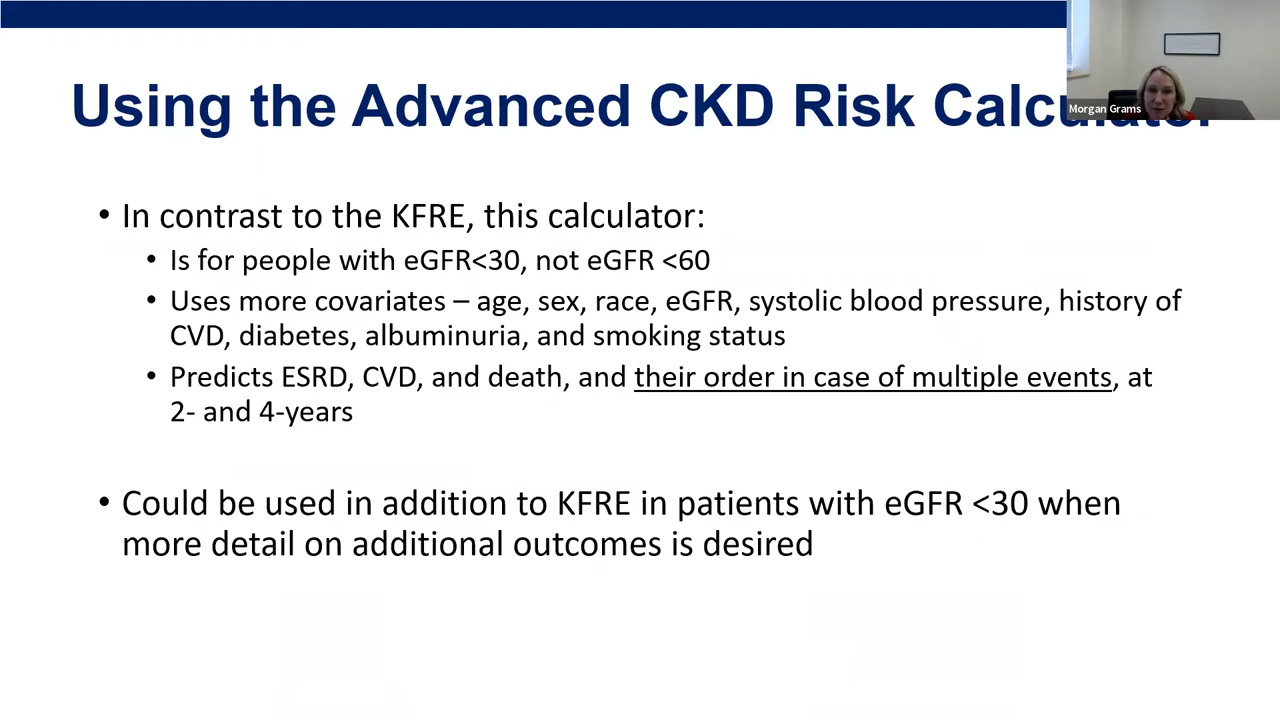 Using the Advanced CKD Risk Calculator
Morgan Grams
• In contrast to the KFRE, this calculator:
• Is for people with eGFR<30, not eGFR <60
• Uses more covariates – age, sex, race, eGFR, systolic blood pressure, history of
CVD, diabetes, albuminuria, and smoking status
• Predicts ESRD, CVD, and death, and their order in case of multiple events, at
2- and 4-years
• Could be used in addition to KFRE in patients with eGFR <30 when
more detail on additional outcomes is desired